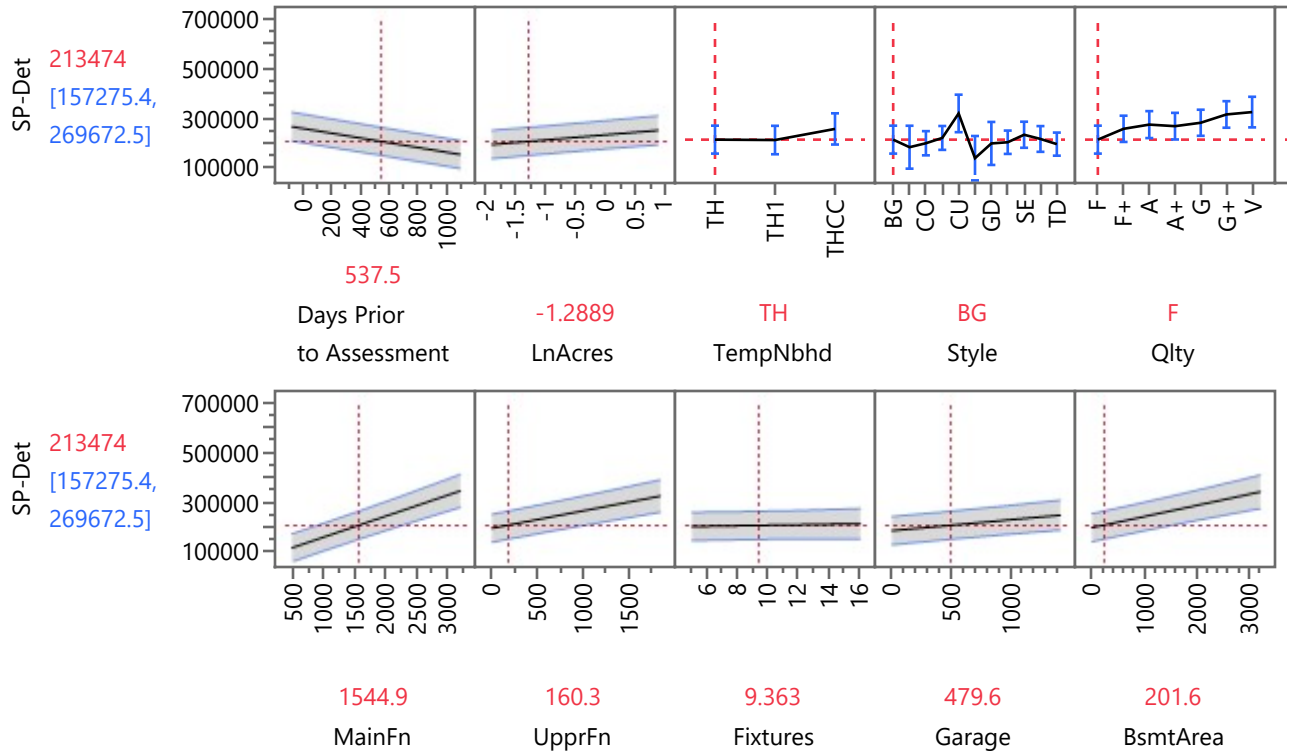 700000
500000
300000
100000
SP-Det
213474
[157275.4,
269672.5]
0
200
400
600
800
1000
-2
-1.5
-1
-0.5
0
0.5
1
TH
TH1
THCC
BG
CO
CU
GD
SE
TD
F
F+
A
A+
G
G+
V
537.5
Days Prior
to Assessment
-1.2889
LnAcres
TH
TempNbhd
BG
Style
F
Qlty
700000
500000
300000
100000
SP-Det
213474
[157275.4,
269672.5]
500
1000
1500
2000
2500
3000
0
500
1000
1500
6
8
10
12
14
16
0
500
1000
0
1000
2000
3000
1544.9
MainFn
160.3
UpprFn
9.363
Fixtures
479.6
Garage
201.6
BsmtArea